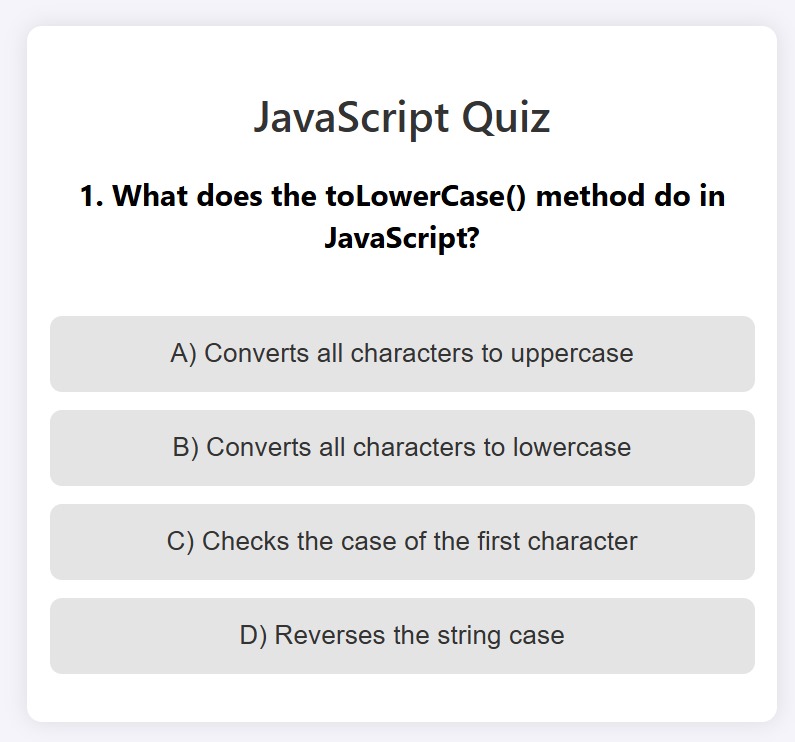 JavaScript Quiz
1. What does the toLowerCase() method do in
JavaScript?
A) Converts all characters to uppercase
B) Converts all characters to lowercase
C) Checks the case of the first character
D) Reverses the string case